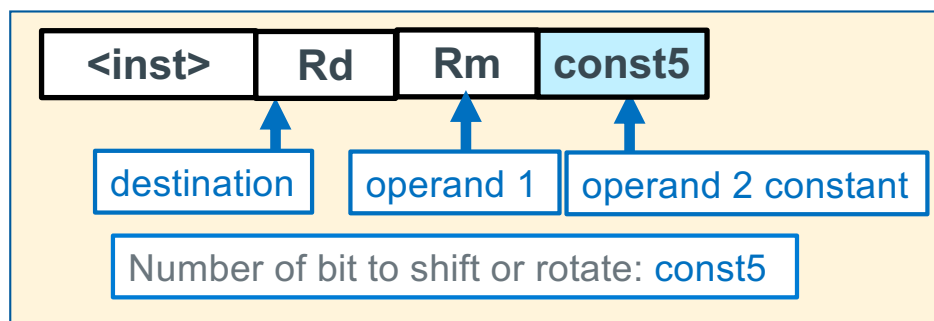 <inst> Rd Rm const5
destination operand 1 operand 2 constant
Number of bit to shift or rotate: const5